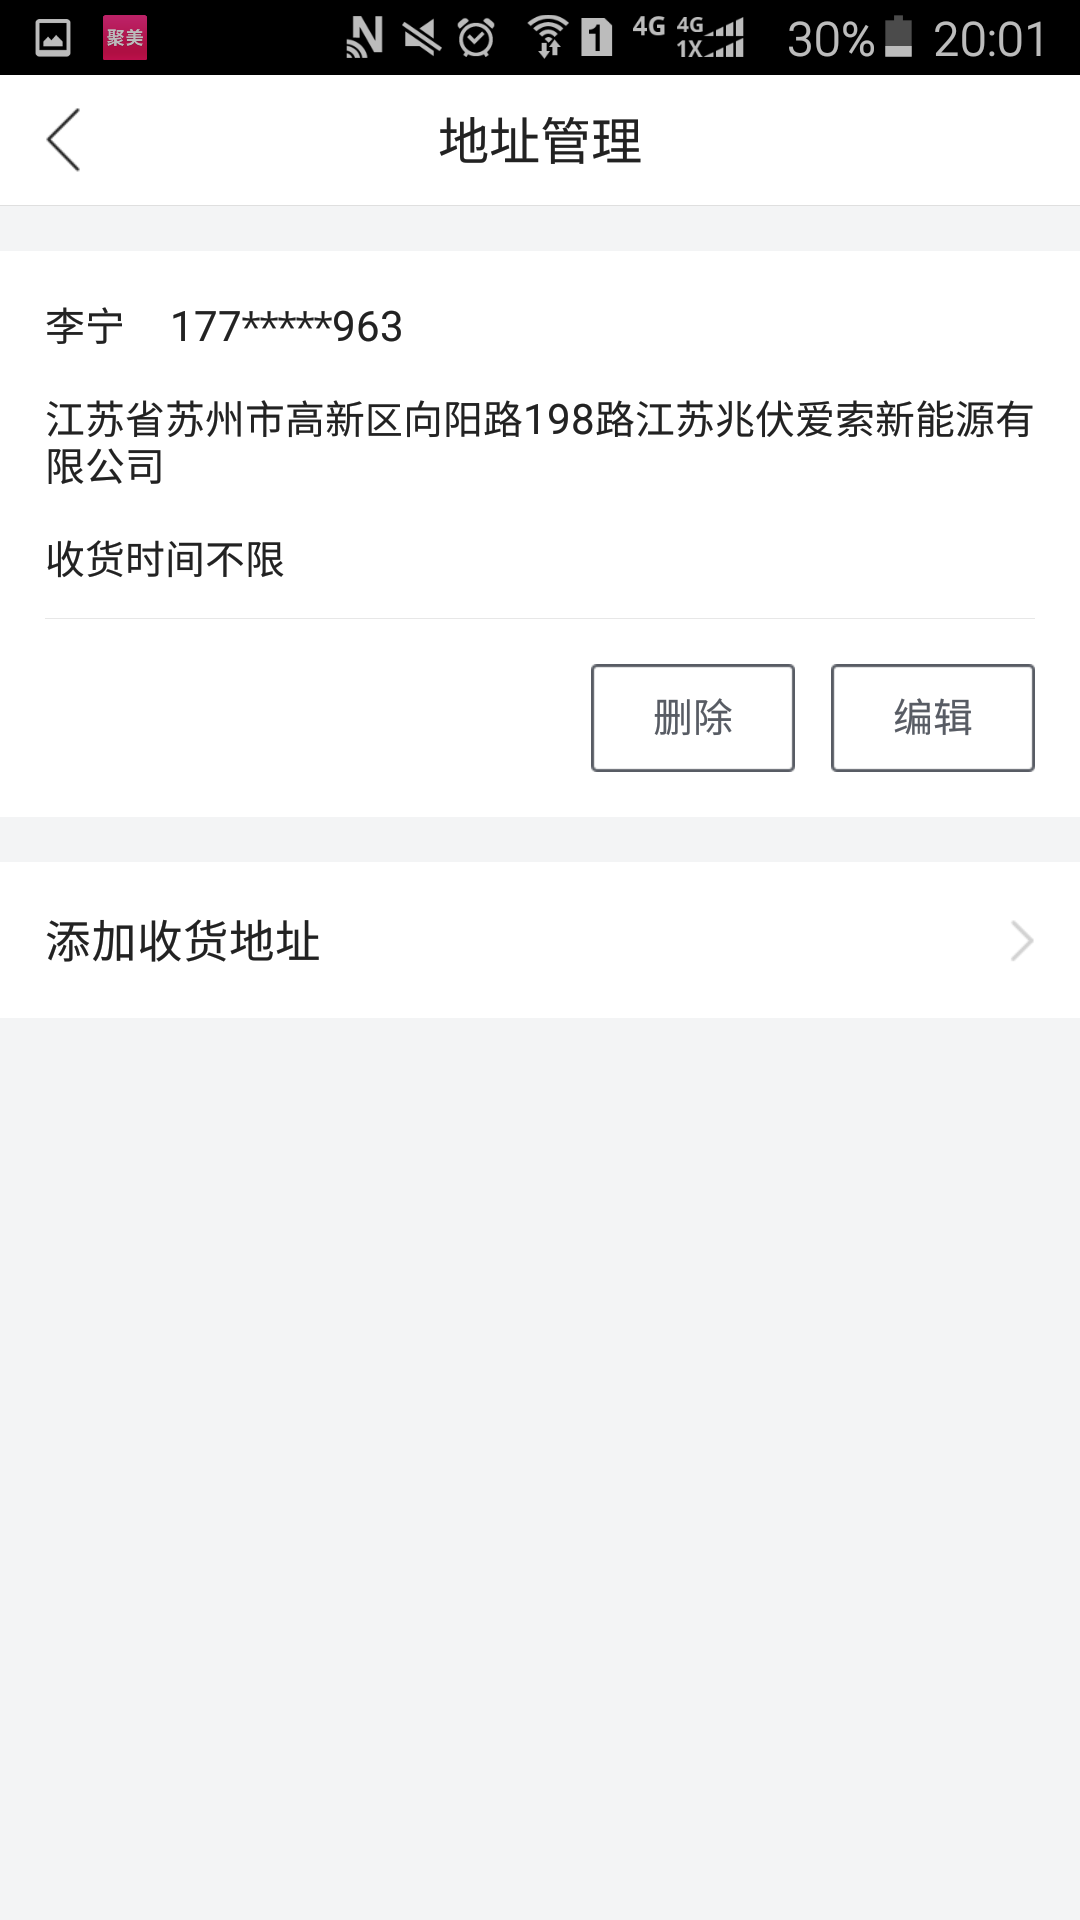 聚美 N 1 4G 4G 1X 30% 20:01
地址管理
李宁 177*****963
江苏省苏州市高新区向阳路198路江苏兆伏爱索新能源有
限公司
收货时间不限
删除 编辑
添加收货地址